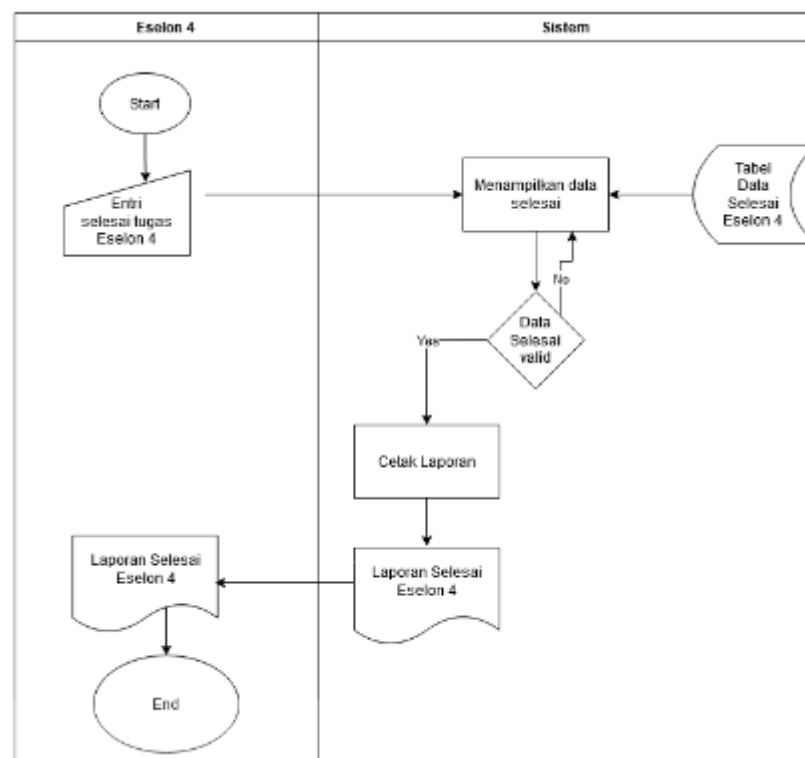 Eselon 4
Sistem
Start
Entri
selesai tugas
Eselon 4
Menampilkan data
selesai
Tabel
Data
Selesai
Eselon 4
No
Data
Selesai
valid
Yes
Cetak Laporan
Laporan Selesai
Eselon 4
Laporan Selesai
Eselon 4
End